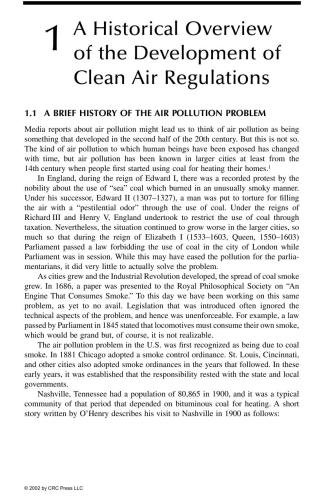 1 A Historical Overview
of the Development of
Clean Air Regulations
1.1 A BRIEF HISTORY OF THE AIR POLLUTION PROBLEM
Media reports about air pollution might lead us to think of air pollution as being
something that developed in the second half of the 20th century. But this is not so.
The kind of air pollution to which human beings have been exposed has changed
with time, but air pollution has been known in larger cities at least from the
14th century when people first started using coal for heating their homes.¹
In England, during the reign of Edward I, there was a recorded protest by the
nobility about the use of “sea” coal which burned in an unusually smoky manner.
Under his successor, Edward II (1307–1327), a man was put to torture for filling
the air with a “pestilential odor” through the use of coal. Under the reigns of
Richard III and Henry V, England undertook to restrict the use of coal through
taxation. Nevertheless, the situation continued to grow worse in the larger cities, so
much so that during the reign of Elizabeth I (1533–1603, Queen, 1550–1603)
Parliament passed a law forbidding the use of coal in the city of London while
Parliament was in session. While this may have eased the pollution for the parlia-
mentarians, it did very little to actually solve the problem.
As cities grew and the Industrial Revolution developed, the spread of coal smoke
grew. In 1686, a paper was presented to the Royal Philosophical Society on “An
Engine That Consumes Smoke.” To this day we have been working on this same
problem, as yet to no avail. Legislation that was introduced often ignored the
technical aspects of the problem, and hence was unenforceable. For example, a law
passed by Parliament in 1845 stated that locomotives must consume their own smoke,
which would be grand but, of course, it is not realizable.
The air pollution problem in the U.S. was first recognized as being due to coal
smoke. In 1881 Chicago adopted a smoke control ordinance. St. Louis, Cincinnati,
and other cities also adopted smoke ordinances in the years that followed. In these
early years, it was established that the responsibility rested with the state and local
governments.
Nashville, Tennessee had a population of 80,865 in 1900, and it was a typical
community of that period that depended on bituminous coal for heating. A short
story written by O’Henry describes his visit to Nashville in 1900 as follows:
© 2002 by CRC Press LLC